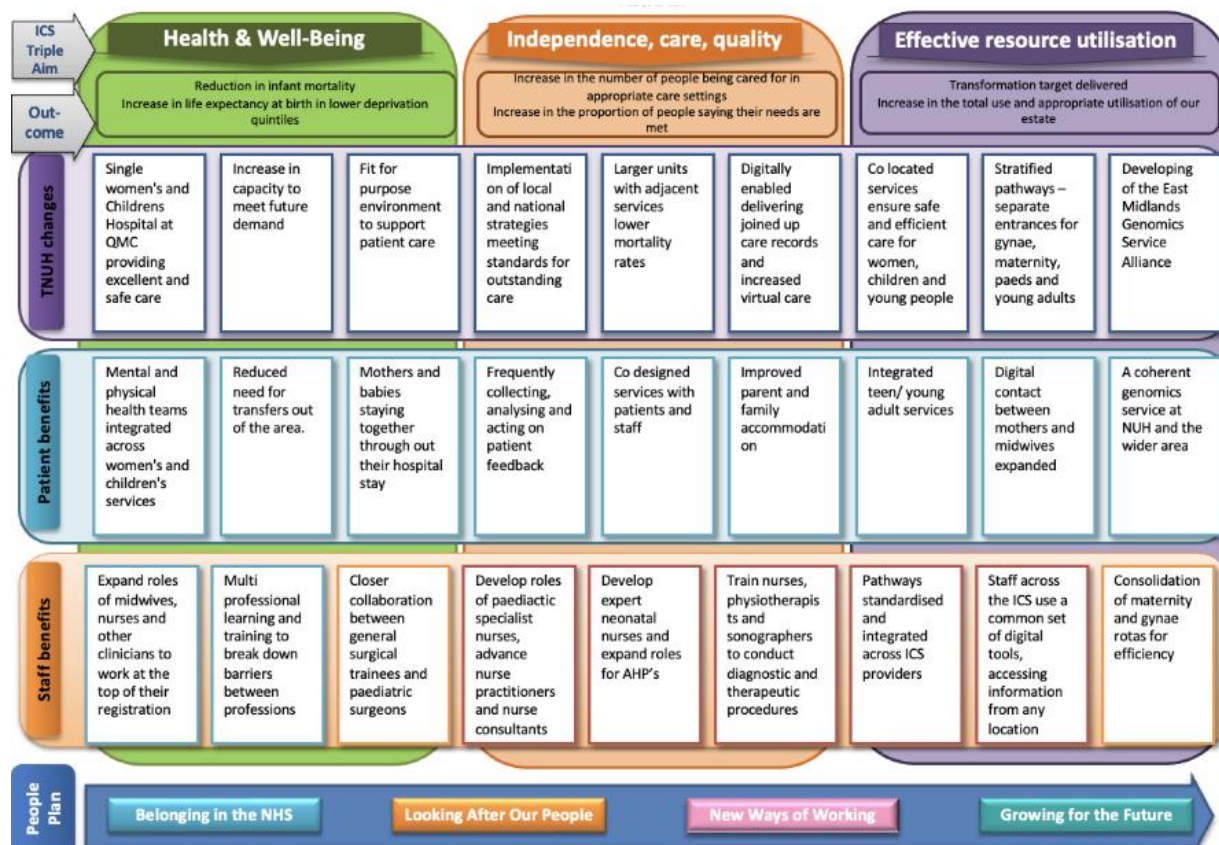 ICS
Triple
Aim
Health & Well-Being
Independence, care, quality
Effective resource utilisation
Out-
come
Reduction in infant mortality
Increase in life expectancy at birth in lower deprivation
quintiles
Increase in the number of people being cared for in
appropriate care settings
Increase in the proportion of people saying their needs are
met
Transformation target delivered
Increase in the total use and appropriate utilisation of our
estate
TNUH changes
Single
women's and
Childrens
Hospital at
QMC
providing
excellent and
safe care
Increase in
capacity to
meet future
demand
Fit for
purpose
environment
to support
patient care
Implementati
on of local
and national
strategies
meeting
standards for
outstanding
care
Larger units
with adjacent
services
lower
mortality
rates
Digitally
enabled
delivering
joined up
care records
and
increased
virtual care
Co located
services
ensure safe
and efficient
care for
women,
children and
young people
Stratified
pathways –
separate
entrances for
gynae,
maternity,
paeds and
young adults
Developing
of the East
Midlands
Genomics
Service
Alliance
Patient benefits
Mental and
physical
health teams
integrated
across
women's and
children's
services
Reduced
need for
transfers out
of the area.
Mothers and
babies
staying
together
through out
their hospital
stay
Frequently
collecting,
analysing and
acting on
patient
feedback
Co designed
services with
patients and
staff
Improved
parent and
family
accommodati
on
Integrated
teen/ young
adult services
Digital
contact
between
mothers and
midwives
expanded
A coherent
genomics
service at
NUH and the
wider area
Staff benefits
Expand roles
of midwives,
nurses and
other
clinicians to
work at the
top of their
registration
Multi
professional
learning and
training to
break down
barriers
between
professions
Closer
collaboration
between
general
surgical
trainees and
paediatric
surgeons
Develop roles
of paediactic
specialist
nurses,
advance
nurse
practitioners
and nurse
consultants
Develop
expert
neonatal
nurses and
expand roles
for AHP's
Train nurses,
physiotherapis
ts and
sonographers
to conduct
diagnostic and
therapeutic
procedures
Pathways
standardised
and
integrated
across ICS
providers
Staff across
the ICS use a
common set
of digital
tools,
accessing
information
from any
location
Consolidation
of maternity
and gynae
rotas for
efficiency
People
Plan
Belonging in the NHS
Looking After Our People
New Ways of Working
Growing for the Future